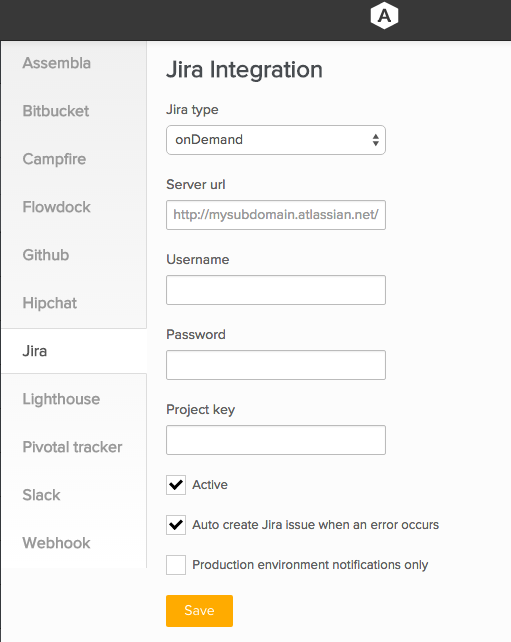 A
Assembla
Bitbucket
Campfire
Flowdock
Github
Hipchat
Jira
Lighthouse
Pivotal tracker
Slack
Webhook
Jira Integration
Jira type
onDemand
Server url
http://mysubdomain.atlassian.net/
Username
Password
Project key
Active
Auto create Jira issue when an error occurs
Production environment notifications only
Save